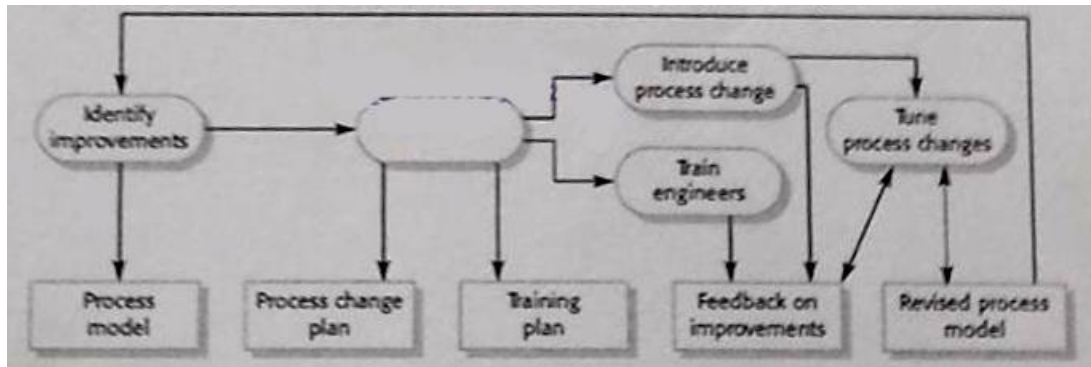 Introduce
process change
Identify
improvements
Tune
process changes
Train
engineers
Process
model
Process change
plan
Training
plan
Feedback on
improvements
Revised process
model